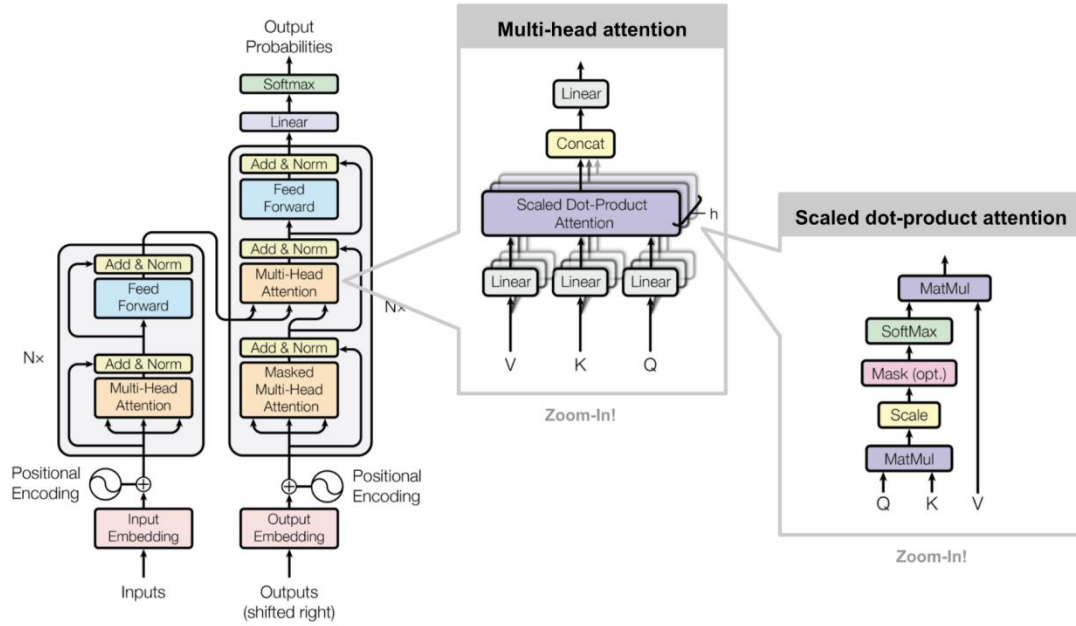 Output
Probabilities
Softmax
Linear
Add & Norm
Feed
Forward
Add & Norm
Multi-Head
Attention
Nx
Add & Norm
Masked
Multi-Head
Attention
Positional
Encoding
Output
Embedding
Outputs
(shifted right)
Add & Norm
Feed
Forward
Nx
Add & Norm
Multi-Head
Attention
Positional
Encoding
Input
Embedding
Inputs
Multi-head attention
Linear
Concat
Scaled Dot-Product
Attention
h
Linear Linear Linear
V K Q
Zoom-In!
Scaled dot-product attention
MatMul
SoftMax
Mask (opt.)
Scale
MatMul
Q K V
Zoom-In!